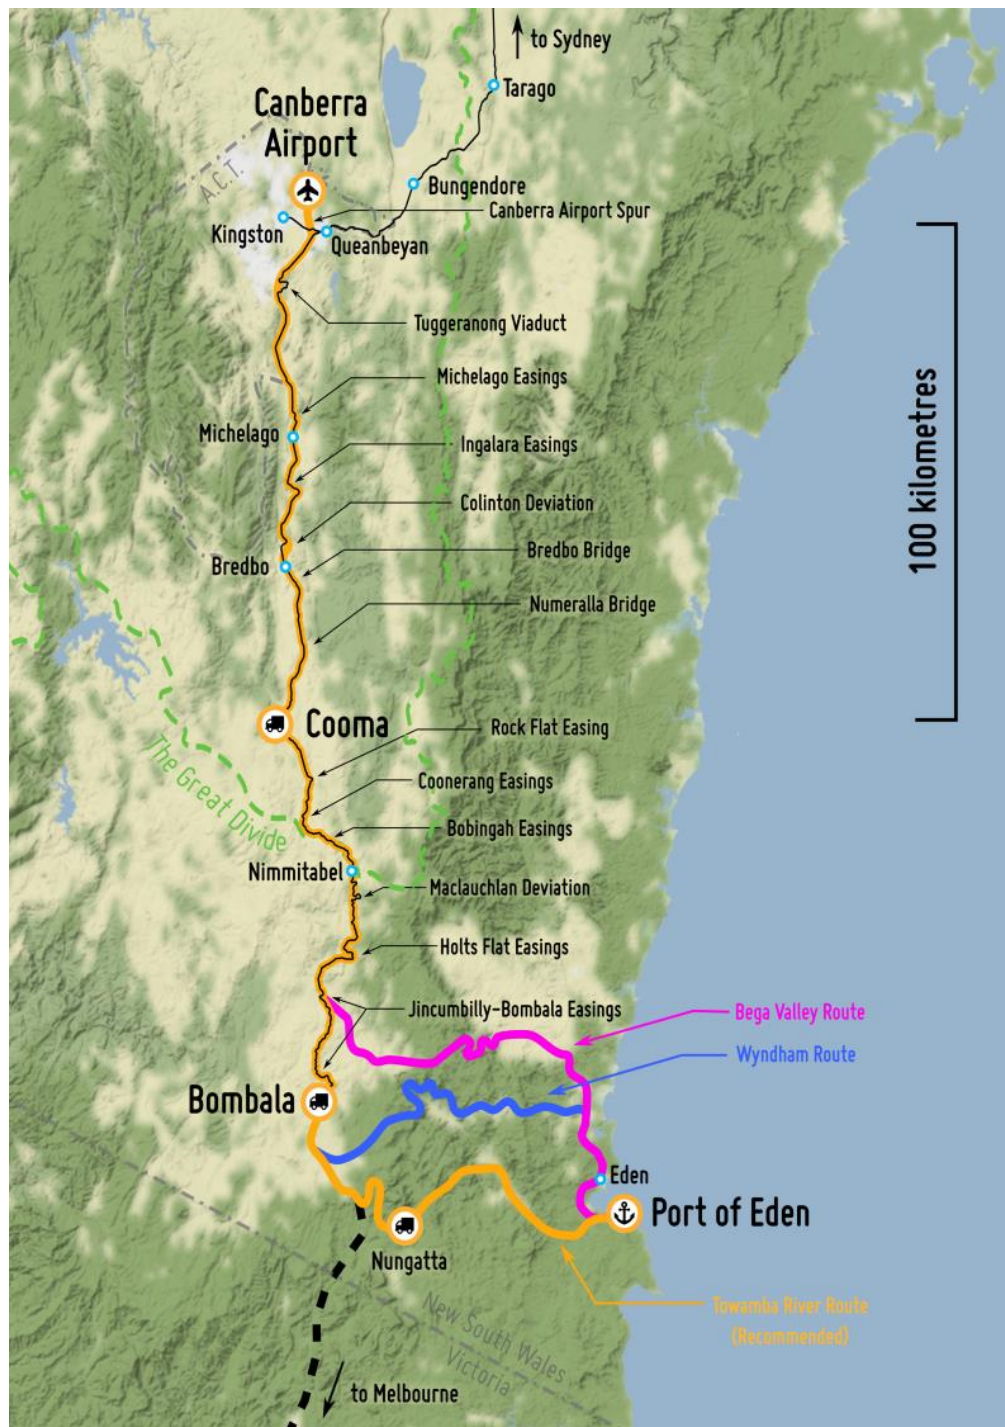 to Sydney
Tarago
Canberra
Airport
A.C.T.
Bungendore
Canberra Airport Spur
Kingston
Queanbeyan
Tuggeranong Viaduct
Michelago Easings
100 kilometres
Michelago
Ingalara Easings
Colinton Deviation
Bredbo Bridge
Bredbo
Numeralla Bridge
Cooma
Rock Flat Easing
The Great Divide
Coonerang Easings
Bobingah Easings
Nimmitabel
Maclauchlan Deviation
Holts Flat Easings
Jincumbilly-Bombala Easings
Bega Valley Route
Wyndham Route
Bombala
Eden
Port of Eden
Nungatta
Towamba River Route
(Recommended)
New South Wales
Victoria
to Melbourne